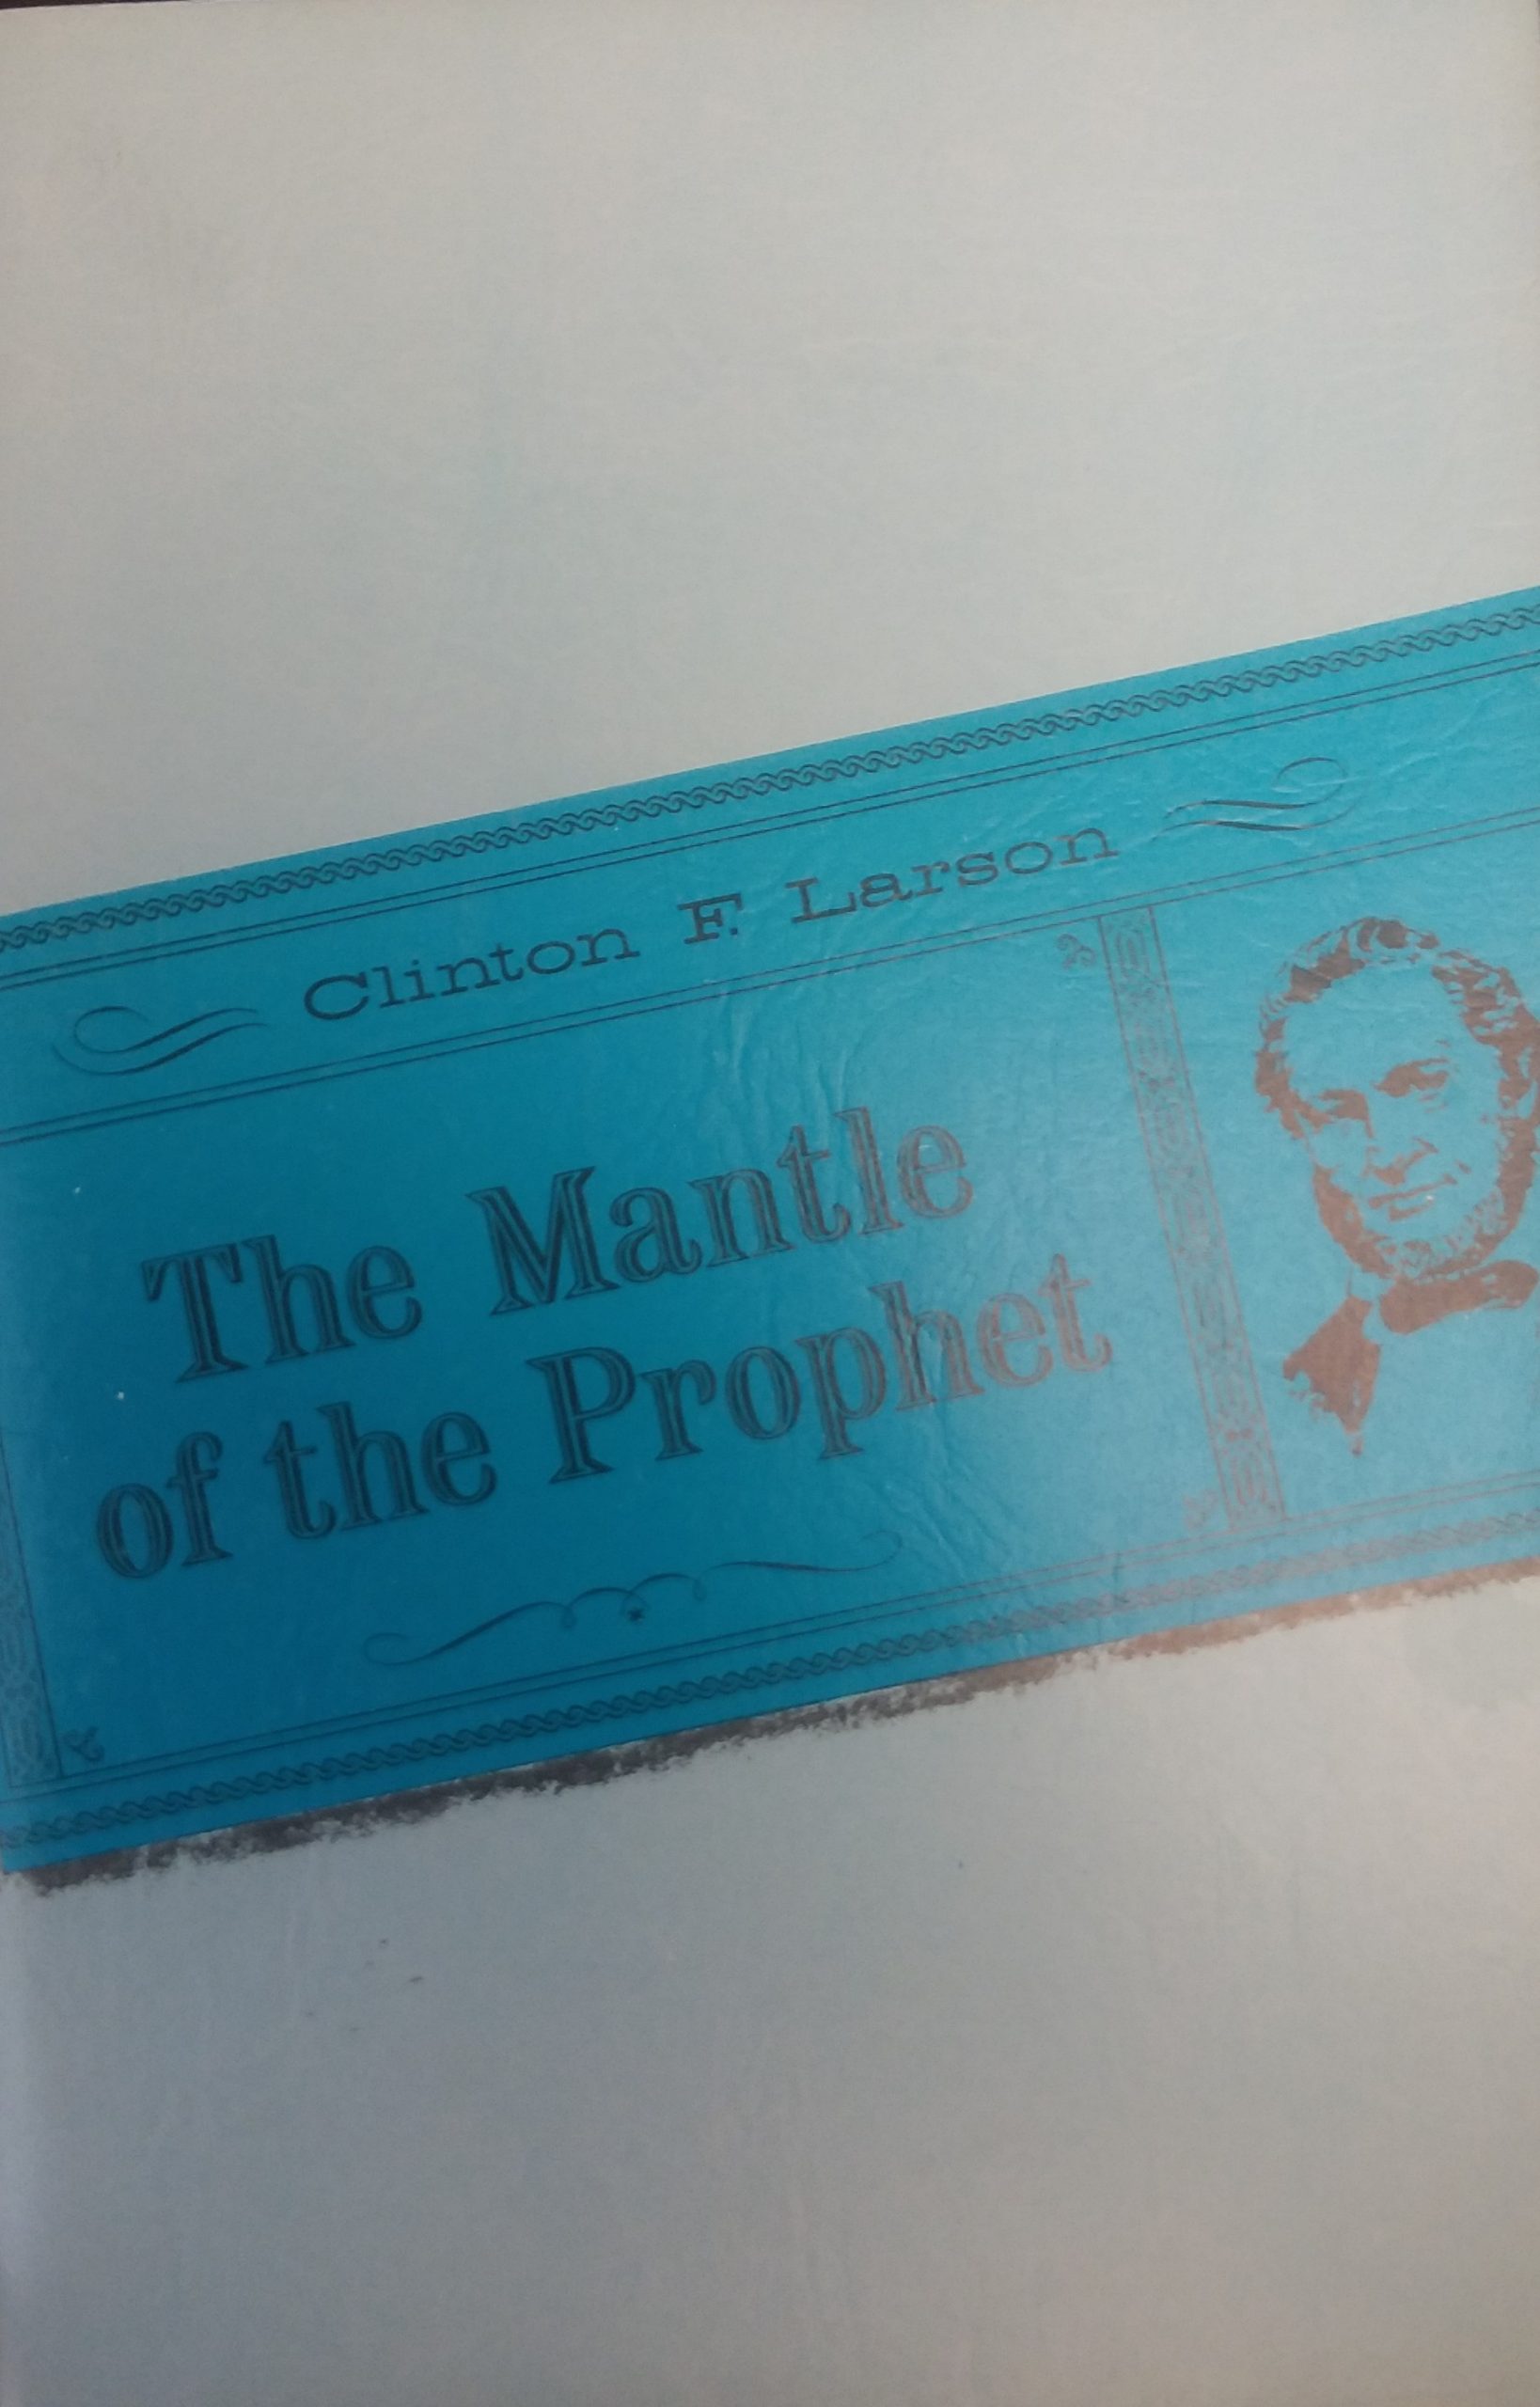 Clinton F. Larson
The Mantle
of the Prophet